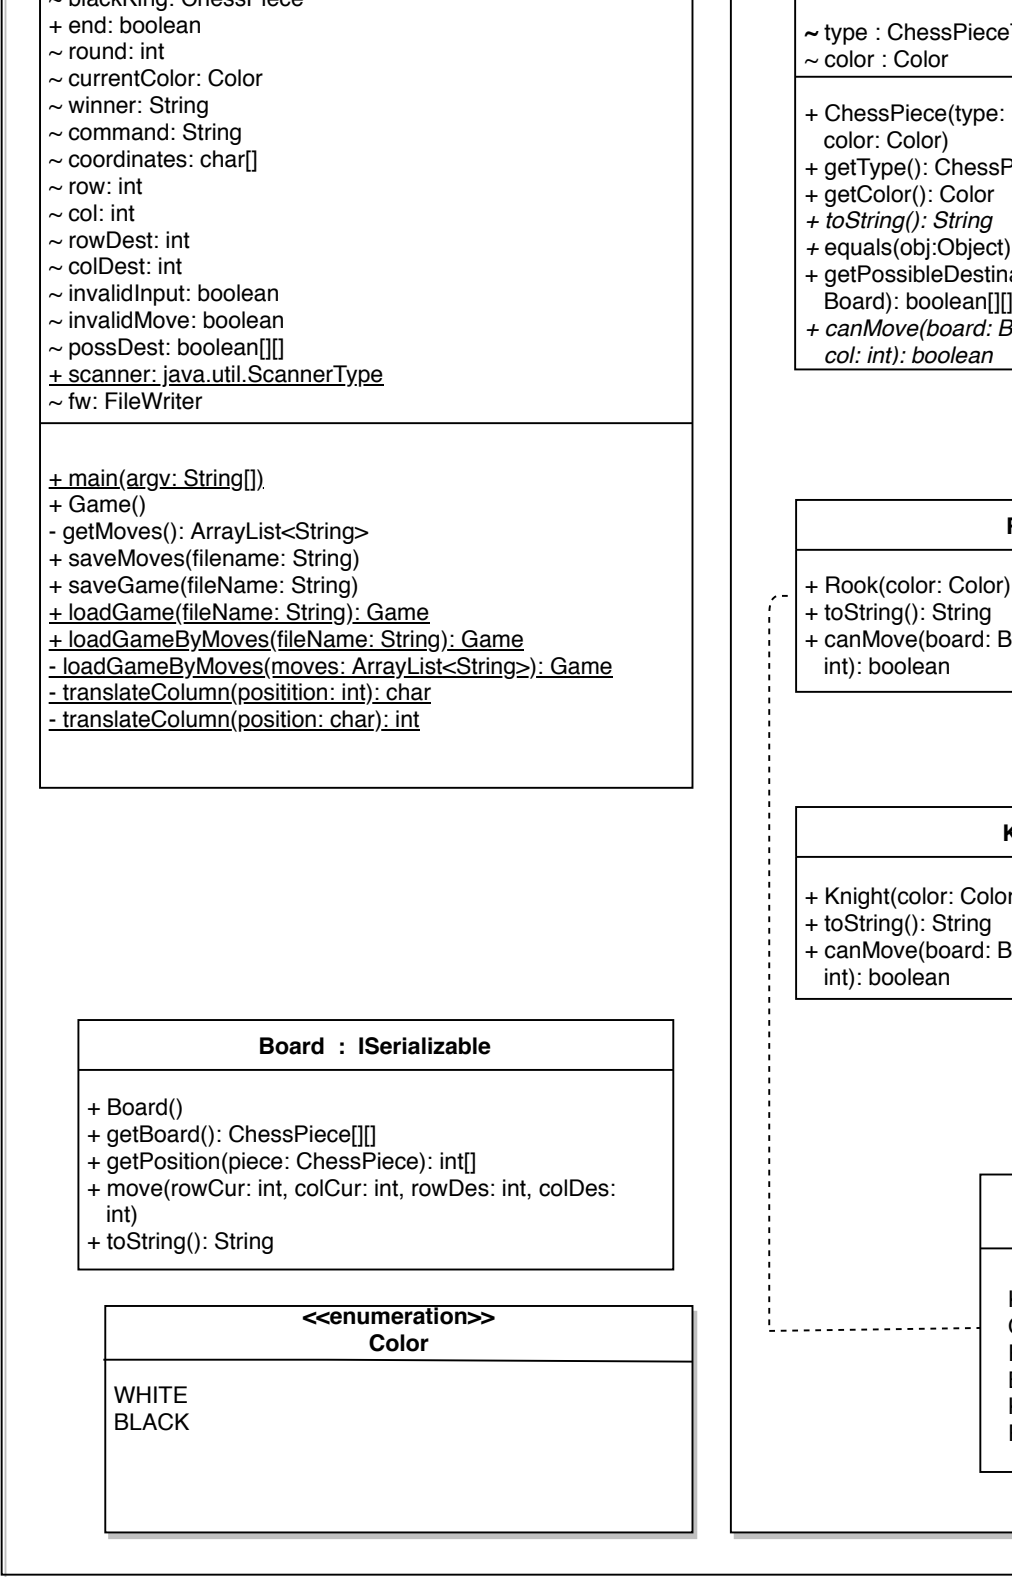 ~ blackKing: ChessPiece
+ end: boolean
~ round: int
~ currentColor: Color
~ winner: String
~ command: String
~ coordinates: char[]
~ row: int
~ col: int
~ rowDest: int
~ colDest: int
~ invalidInput: boolean
~ invalidMove: boolean
~ possDest: boolean[][]
+ scanner: java.util.ScannerType
~ fw: FileWriter
+ main(argv: String[])
+ Game()
- getMoves(): ArrayList<String>
+ saveMoves(filename: String)
+ saveGame(fileName: String)
+ loadGame(fileName: String): Game
+ loadGameByMoves(fileName: String): Game
- loadGameByMoves(moves: ArrayList<String>): Game
- translateColumn(positition: int): char
- translateColumn(position: char): int
Board : ISerializable
+ Board()
+ getBoard(): ChessPiece[][]
+ getPosition(piece: ChessPiece): int[]
+ move(rowCur: int, colCur: int, rowDes: int, colDes:
int)
+ toString(): String
<<enumeration>>
Color
WHITE
BLACK
~ type : ChessPiece
~ color : Color
+ ChessPiece(type:
color: Color)
+ getType(): ChessP
+ getColor(): Color
+ toString(): String
+ equals(obj:Object)
+ getPossibleDestina
Board): boolean[][]
+ canMove(board: B
col: int): boolean
+ Rook(color: Color)
+ toString(): String
+ canMove(board: B
int): boolean
K
+ Knight(color: Color
+ toString(): String
+ canMove(board: B
int): boolean